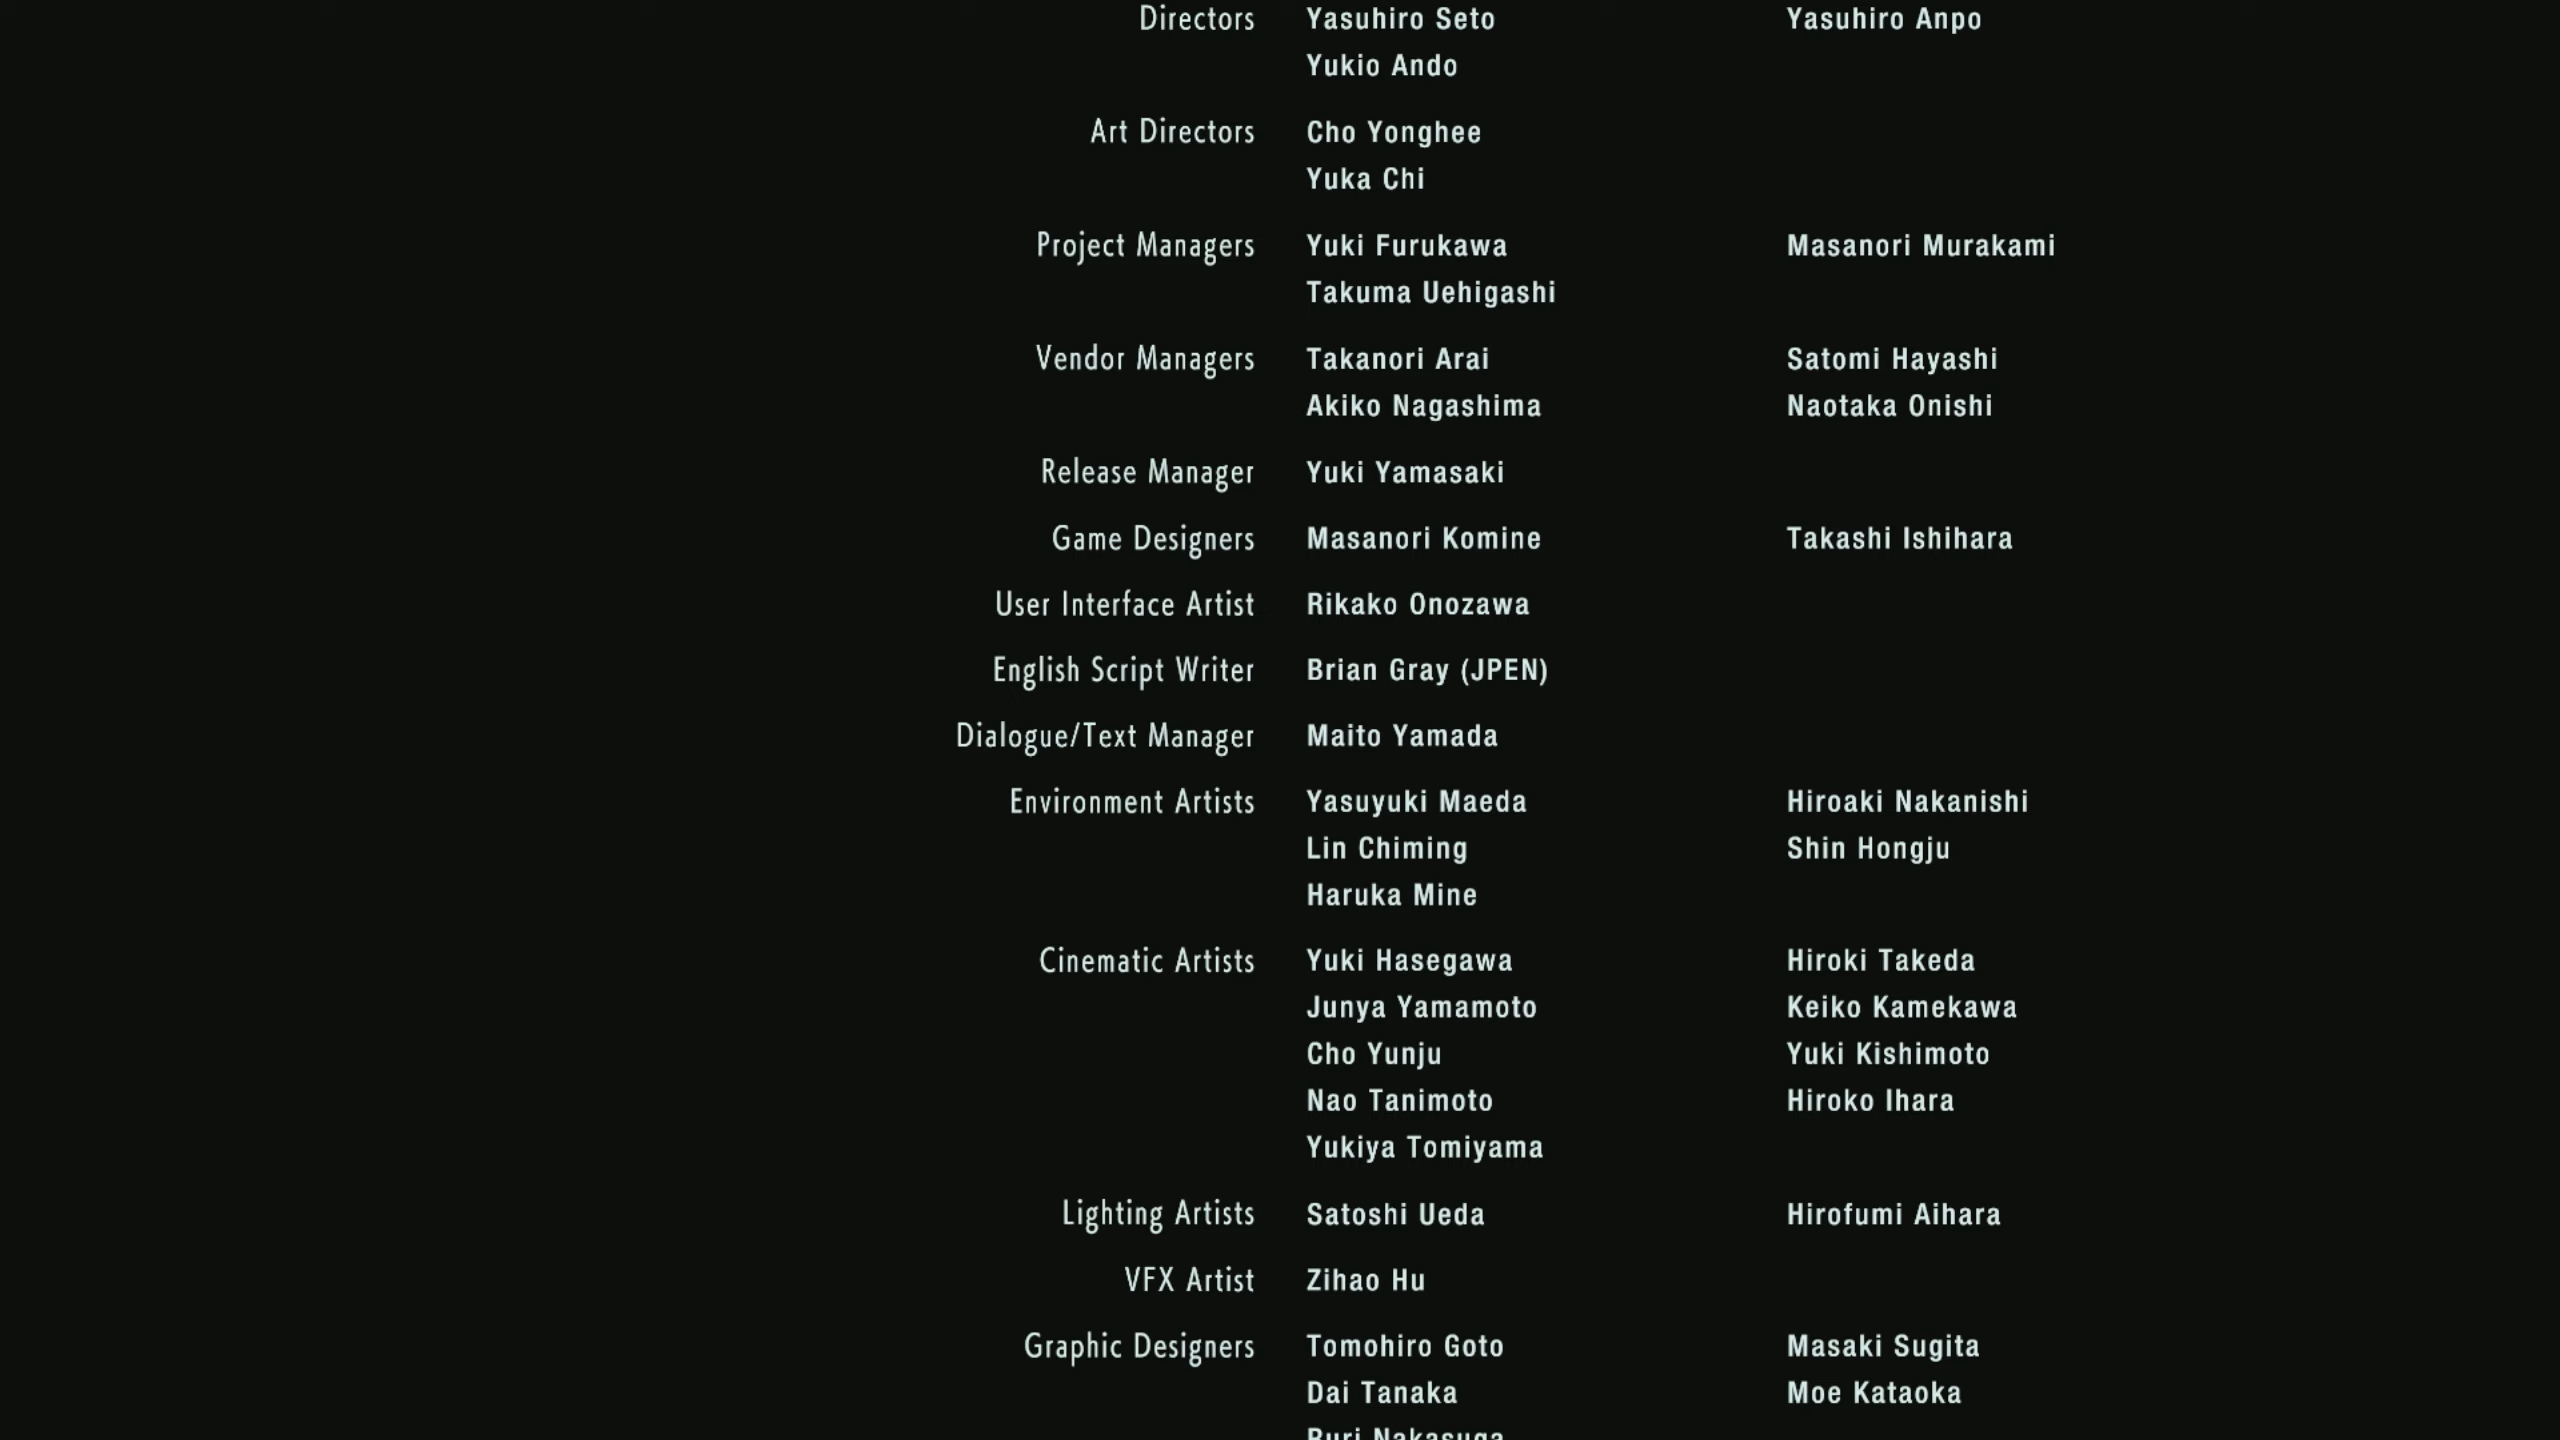 Directors Yasuhiro Seto Yasuhiro Anpo
Yukio Ando
Art Directors Cho Yonghee
Yuka Chi
Project Managers Yuki Furukawa Masanori Murakami
Takuma Uehigashi
Vendor Managers Takanori Arai Satomi Hayashi
Akiko Nagashima Naotaka Onishi
Release Manager Yuki Yamasaki
Game Designers Masanori Komine Takashi Ishihara
User Interface Artist Rikako Onozawa
English Script Writer Brian Gray (JPEN)
Dialogue/Text Manager Maito Yamada
Environment Artists Yasuyuki Maeda Hiroaki Nakanishi
Lin Chiming Shin Hongju
Haruka Mine
Cinematic Artists Yuki Hasegawa Hiroki Takeda
Junya Yamamoto Keiko Kamekawa
Cho Yunju Yuki Kishimoto
Nao Tanimoto Hiroko Ihara
Yukiya Tomiyama
Lighting Artists Satoshi Ueda Hirofumi Aihara
VFX Artist Zihao Hu
Graphic Designers Tomohiro Goto Masaki Sugita
Dai Tanaka Moe Kataoka